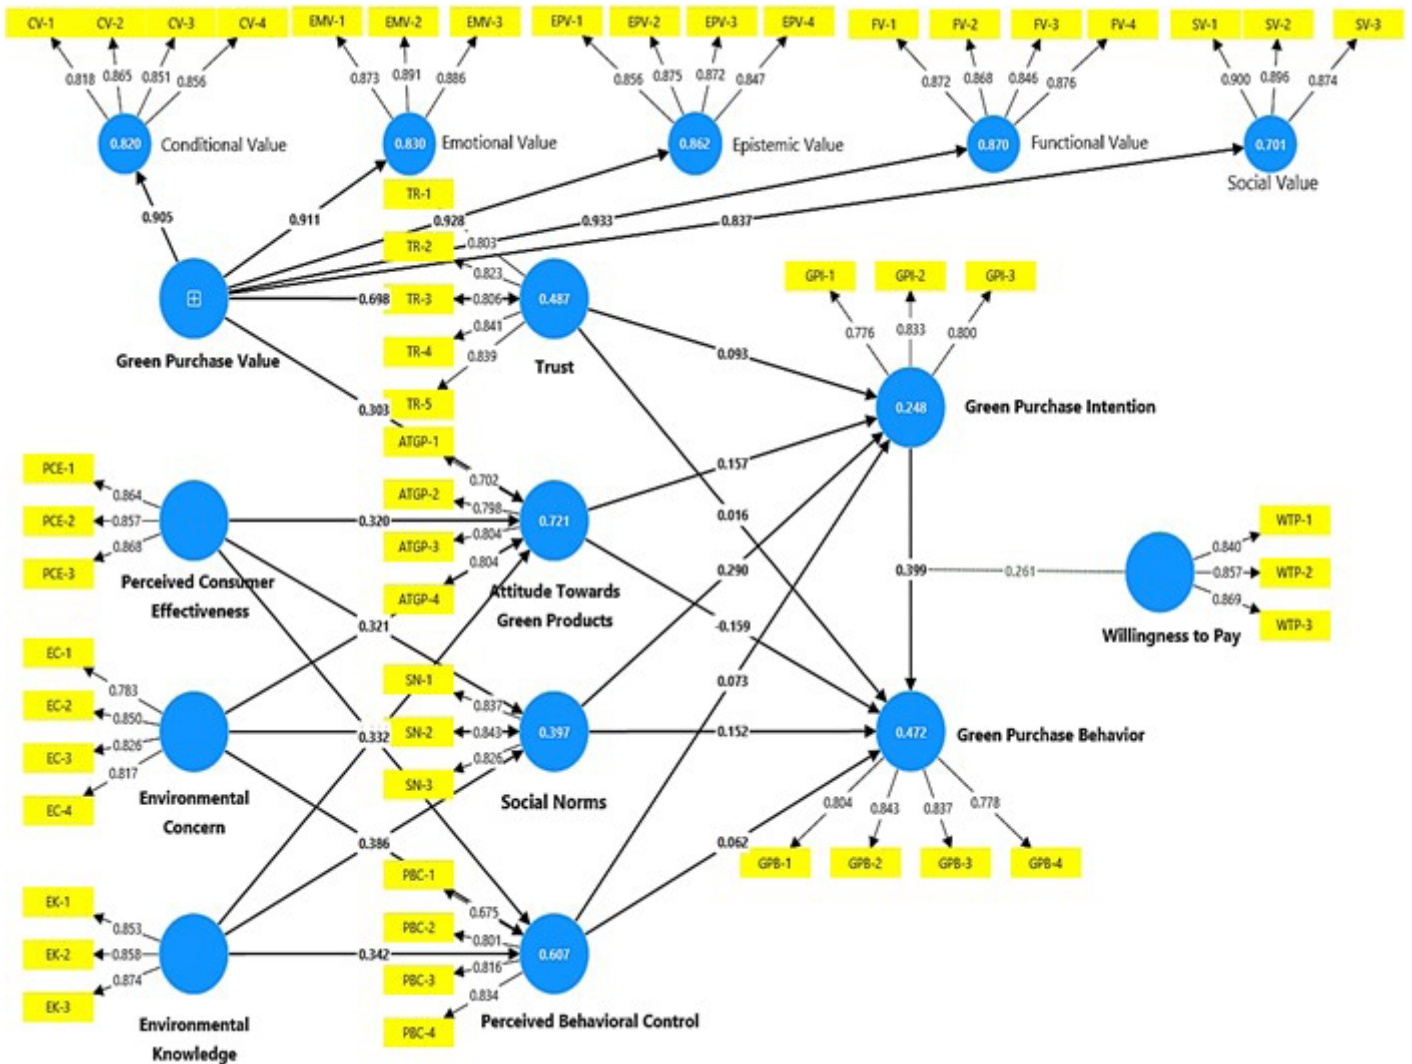 CV-1 CV-2 CV-3 CV-4 EMV-1 EMV-2 EMV-3 EPV-1 EPV-2 EPV-3 EPV-4 FV-1 FV-2 FV-3 FV-4 SV-1 SV-2 SV-3
0.818 0.865 0.851 0.856 0.873 0.891 0.886 0.856 0.875 0.872 0.847 0.872 0.868 0.846 0.876 0.900 0.896 0.874
0.820 Conditional Value 0.830 Emotional Value 0.862 Epistemic Value 0.870 Functional Value 0.701
Social Value
TR-1
0.905 0.911 0.928 0.933 0.837
TR-2 0.803
0.823
GPI-1 GPI-2 GPI-3
0.698 TR-3 0.806 0.487
0.841
0.776 0.833 0.800
TR-4 0.839
Green Purchase Value
Trust
0.093
0.303 TR-5
0.248 Green Purchase Intention
ATGP-1
0.702
0.157
PCE-1
0.864
ATGP-2
0.798
PCE-2 0.857
0.320
0.721
0.016
WTP-1
0.868
ATGP-3 0.804
0.840
PCE-3
0.804
0.290
0.399 0.261
0.857 WTP-2
Perceived Consumer
Effectiveness
ATGP-4
Attitude Towards
Green Products
0.869
WTP-3
0.321
-0.159
Willingness to Pay
EC-1
0.783
SN-1
0.837
0.073
EC-2 0.850
0.332 SN-2 0.843 0.397
0.152
0.472 Green Purchase Behavior
EC-3 0.826
0.826
0.817
SN-3
EC-4
Environmental
Concern
Social Norms
0.804 0.843 0.837 0.778
0.386
0.062
GPB-1 GPB-2 GPB-3 GPB-4
PBC-1
0.675
EK-1
0.853
PBC-2
0.801
EK-2 0.858
0.342
0.607
0.874
PBC-3 0.816
EK-3
0.834
Environmental
Knowledge
PBC-4
Perceived Behavioral Control